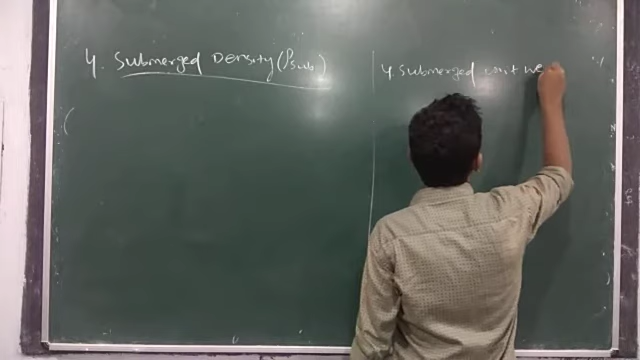 4. Submerged Density (ρsub)
4. Submerged unit we